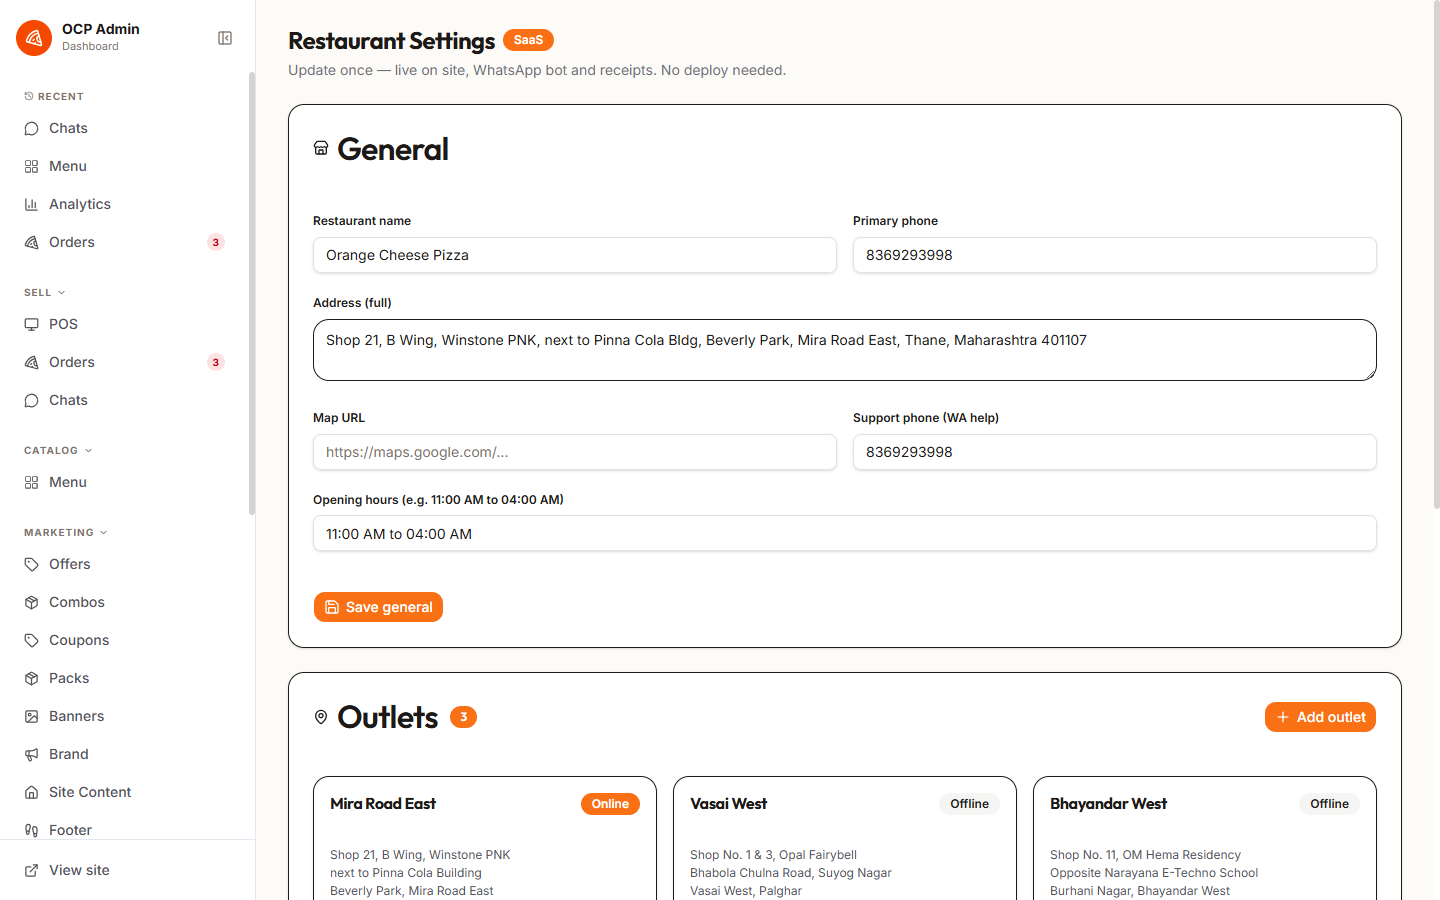 OCP Admin
Dashboard
RECENT
Chats
Menu
Analytics
Orders 3
SELL
POS
Orders 3
Chats
CATALOG
Menu
MARKETING
Offers
Combos
Coupons
Packs
Banners
Brand
Site Content
Footer
View site
Restaurant Settings SaaS
Update once — live on site, WhatsApp bot and receipts. No deploy needed.
General
Restaurant name
Orange Cheese Pizza
Primary phone
8369293998
Address (full)
Shop 21, B Wing, Winstone PNK, next to Pinna Cola Bldg, Beverly Park, Mira Road East, Thane, Maharashtra 401107
Map URL
https://maps.google.com/...
Support phone (WA help)
8369293998
Opening hours (e.g. 11:00 AM to 04:00 AM)
11:00 AM to 04:00 AM
Save general
Outlets 3
Add outlet
Mira Road East Online
Shop 21, B Wing, Winstone PNK
next to Pinna Cola Building
Beverly Park, Mira Road East
Vasai West Offline
Shop No. 1 & 3, Opal Fairybell
Bhabola Chulna Road, Suyog Nagar
Vasai West, Palghar
Bhayandar West Offline
Shop No. 11, OM Hema Residency
Opposite Narayana E-Techno School
Burhani Nagar, Bhayandar West